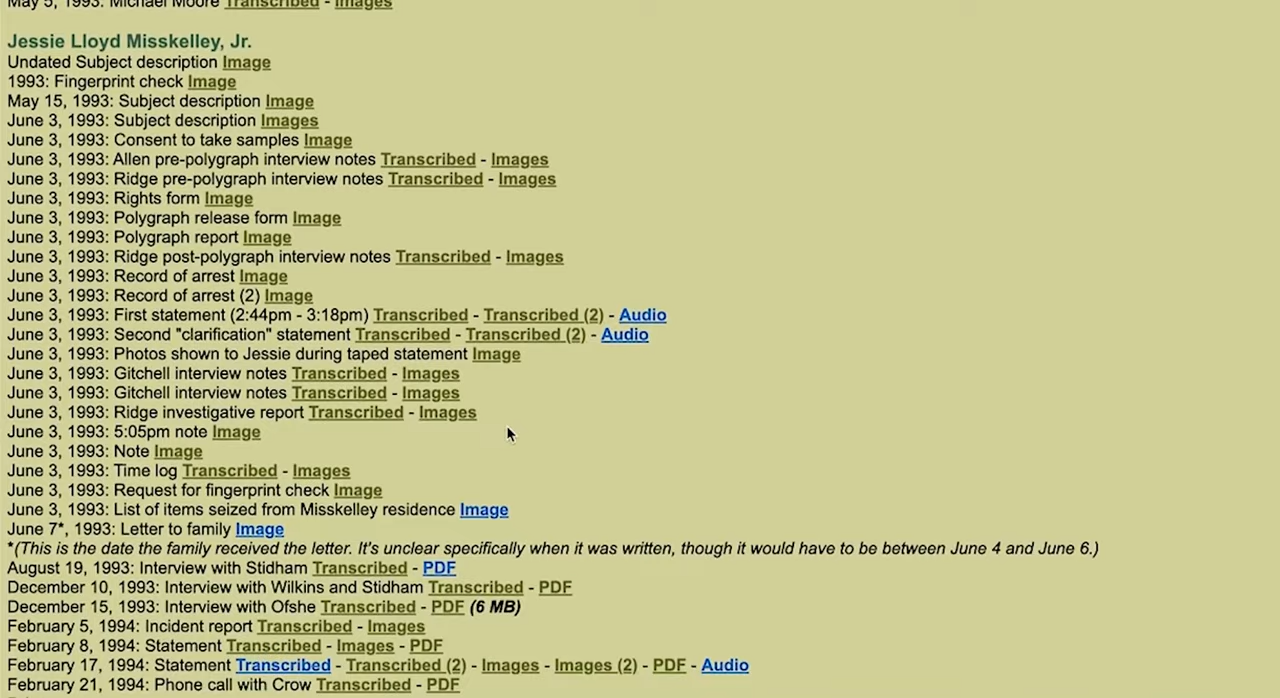 May 5, 1993: Michael Moore Transcribed - Images
Jessie Lloyd Misskelley, Jr.
Undated Subject description Image
1993: Fingerprint check Image
May 15, 1993: Subject description Image
June 3, 1993: Subject description Images
June 3, 1993: Consent to take samples Image
June 3, 1993: Allen pre-polygraph interview notes Transcribed - Images
June 3, 1993: Ridge pre-polygraph interview notes Transcribed - Images
June 3, 1993: Rights form Image
June 3, 1993: Polygraph release form Image
June 3, 1993: Polygraph report Image
June 3, 1993: Ridge post-polygraph interview notes Transcribed - Images
June 3, 1993: Record of arrest Image
June 3, 1993: Record of arrest (2) Image
June 3, 1993: First statement (2:44pm - 3:18pm) Transcribed - Transcribed (2) - Audio
June 3, 1993: Second "clarification" statement Transcribed - Transcribed (2) - Audio
June 3, 1993: Photos shown to Jessie during taped statement Image
June 3, 1993: Gitchell interview notes Transcribed - Images
June 3, 1993: Gitchell interview notes Transcribed - Images
June 3, 1993: Ridge investigative report Transcribed - Images
June 3, 1993: 5:05pm note Image
June 3, 1993: Note Image
June 3, 1993: Time log Transcribed - Images
June 3, 1993: Request for fingerprint check Image
June 3, 1993: List of items seized from Misskelley residence Image
June 7*, 1993: Letter to family Image
*(This is the date the family received the letter. It's unclear specifically when it was written, though it would have to be between June 4 and June 6.)
August 19, 1993: Interview with Stidham Transcribed - PDF
December 10, 1993: Interview with Wilkins and Stidham Transcribed - PDF
December 15, 1993: Interview with Ofshe Transcribed - PDF (6 MB)
February 5, 1994: Incident report Transcribed - Images
February 8, 1994: Statement Transcribed - Images - PDF
February 17, 1994: Statement Transcribed - Transcribed (2) - Images - Images (2) - PDF - Audio
February 21, 1994: Phone call with Crow Transcribed - PDF